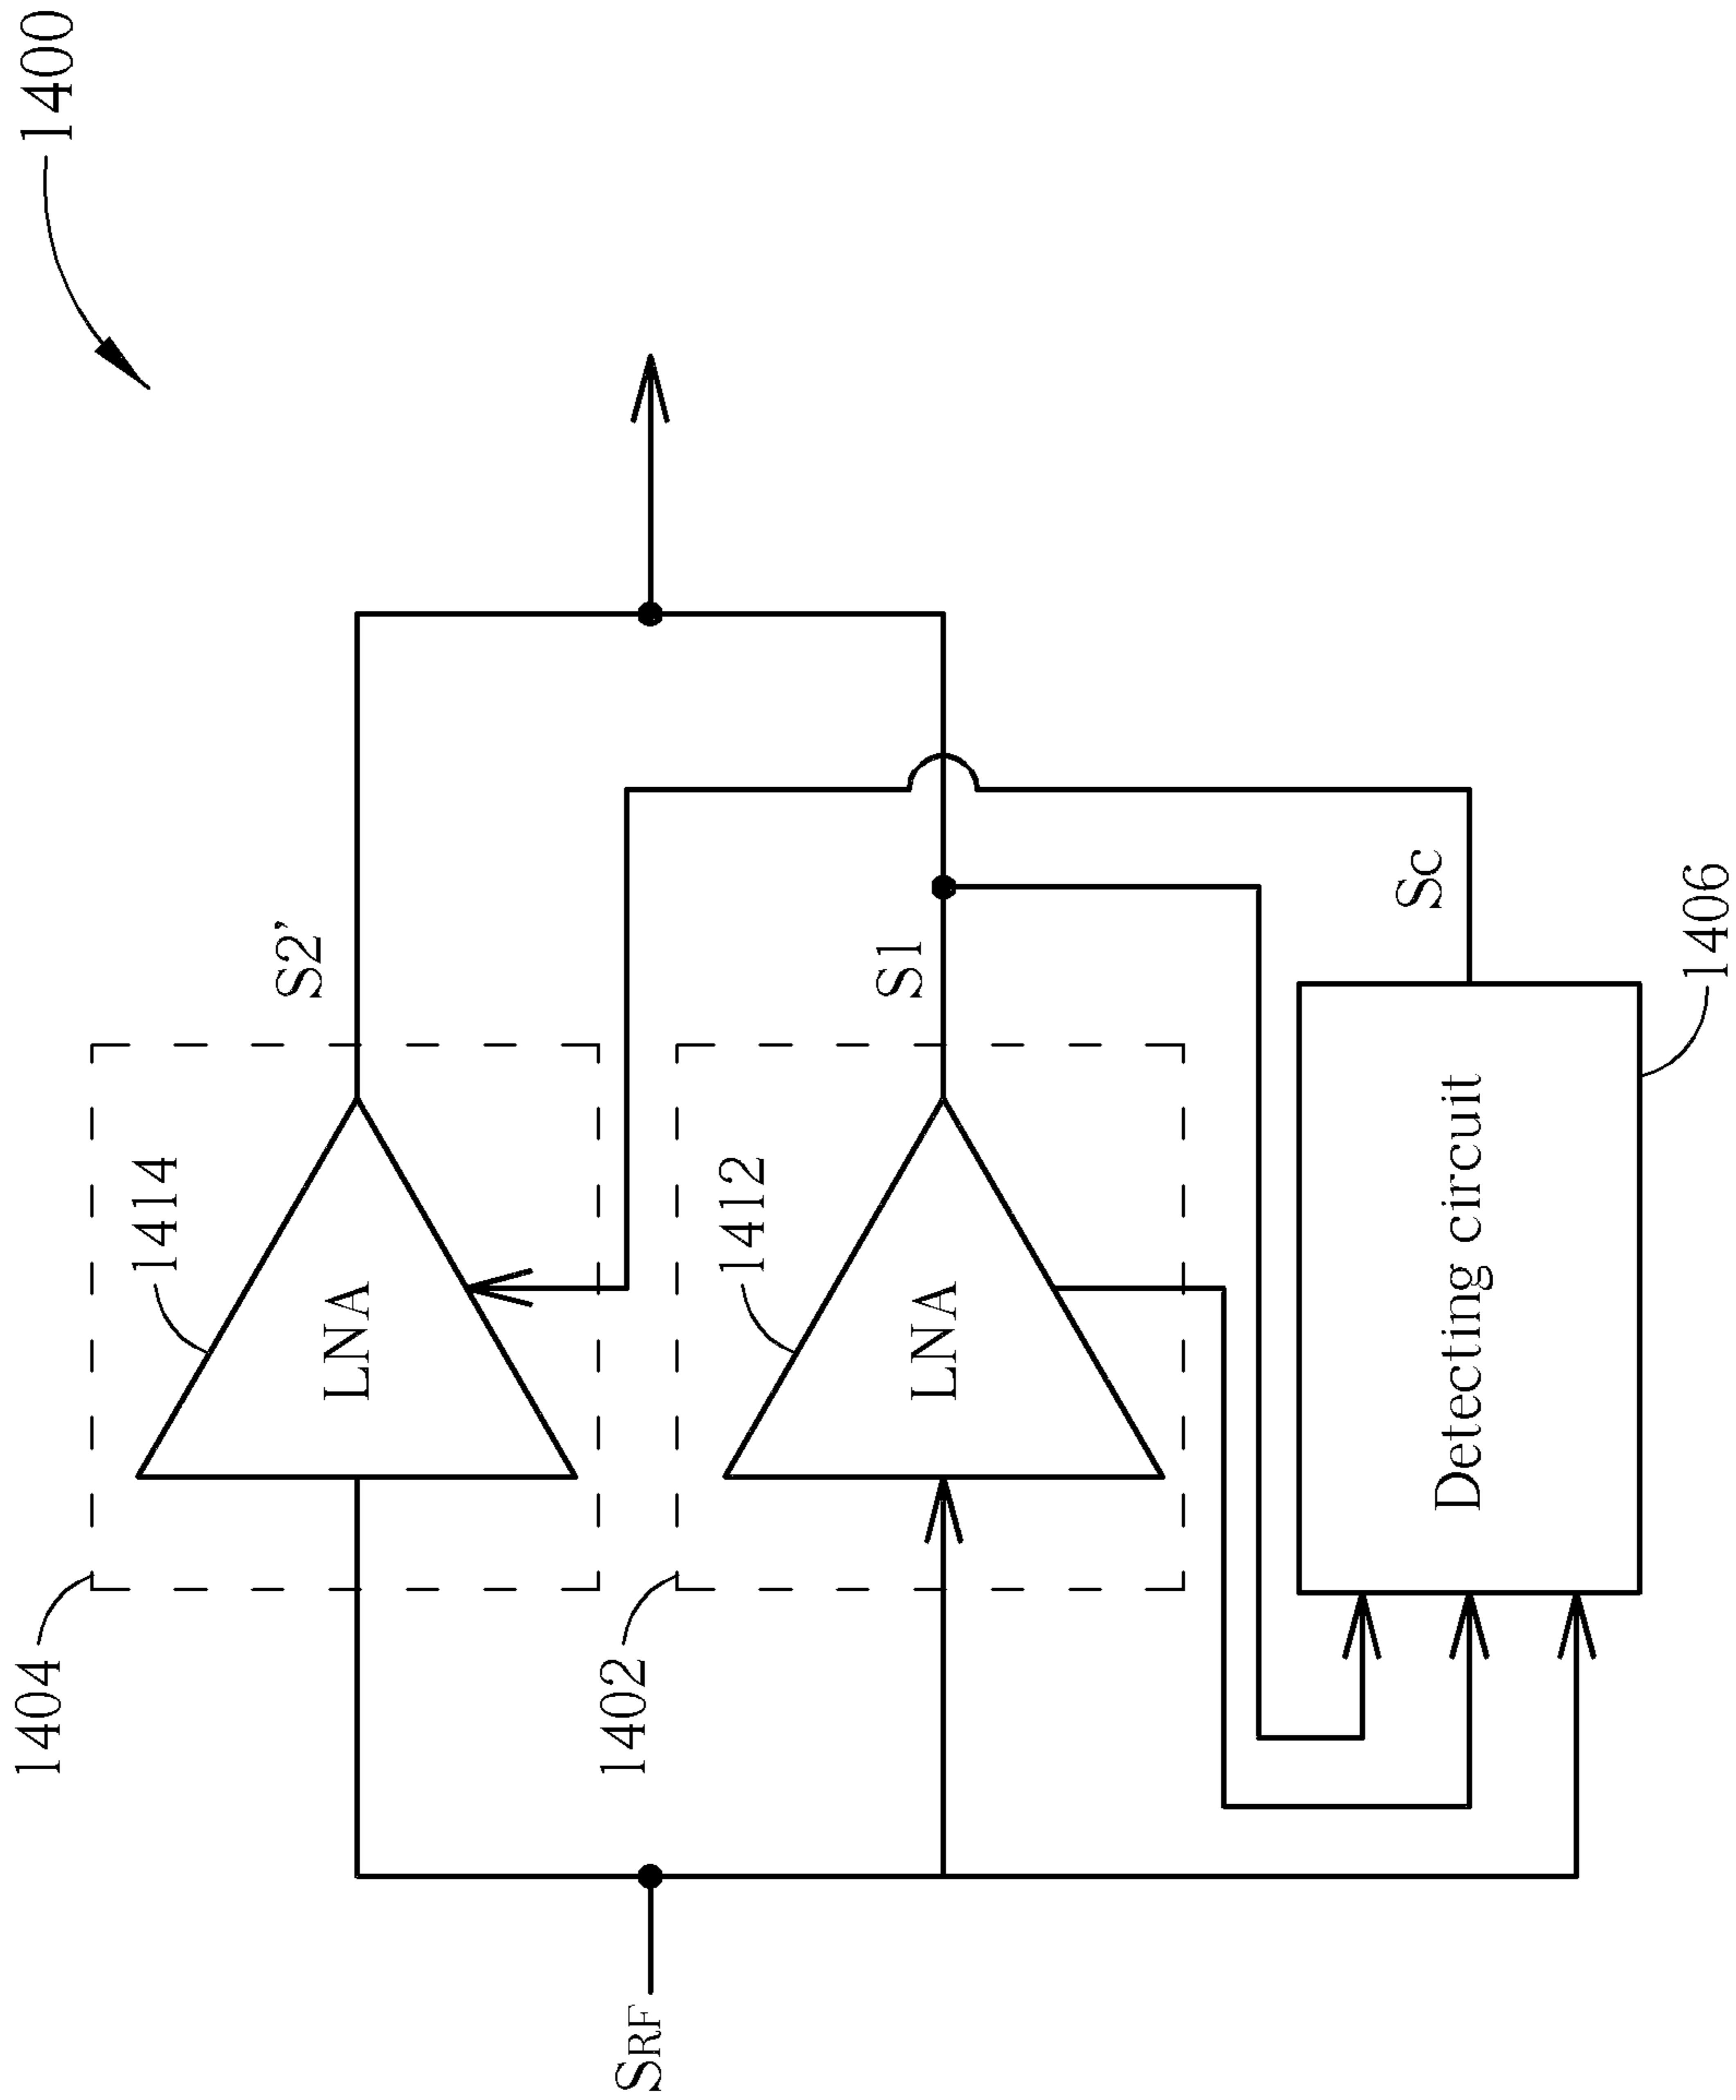 1400
1404
1414
LNA
S2'
1402
1412
LNA
S1
SRF
Sc
Detecting circuit
1406